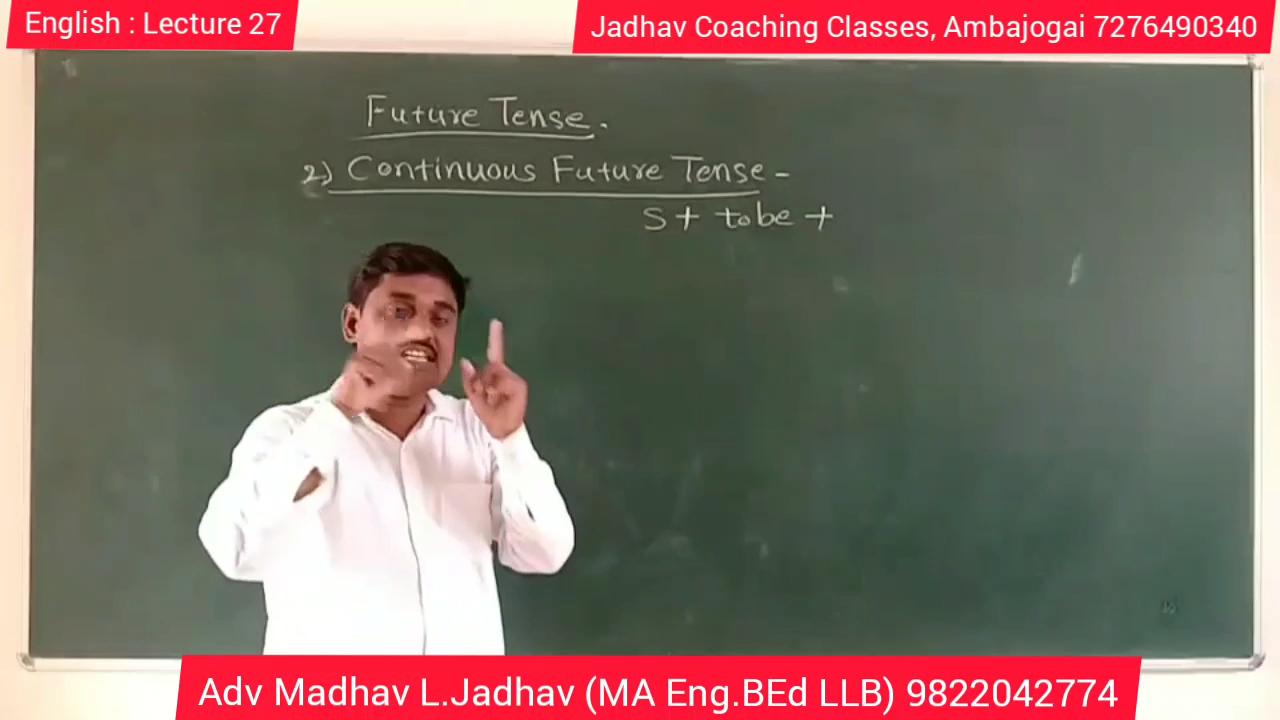 English : Lecture 27
Jadhav Coaching Classes, Ambajogai 7276490340
Future Tense.
2) Continuous Future Tense -
S + tobe +
Adv Madhav L.Jadhav (MA Eng.BEd LLB) 9822042774